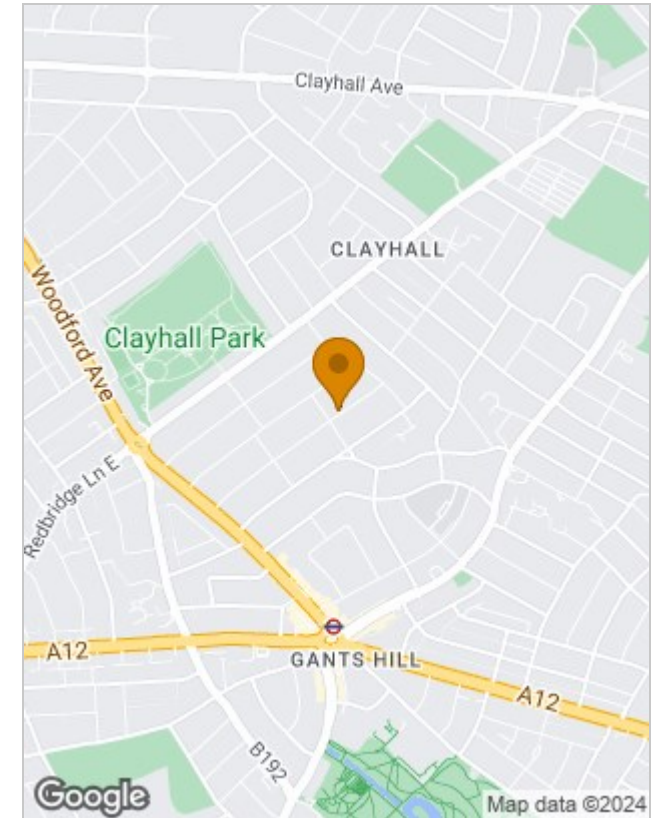 Clayhall Ave
CLAYHALL
Woodford Ave
Clayhall Park
Redbridge Ln E
A12
GANTS HILL
A12
B192
Google
Map data ©2024